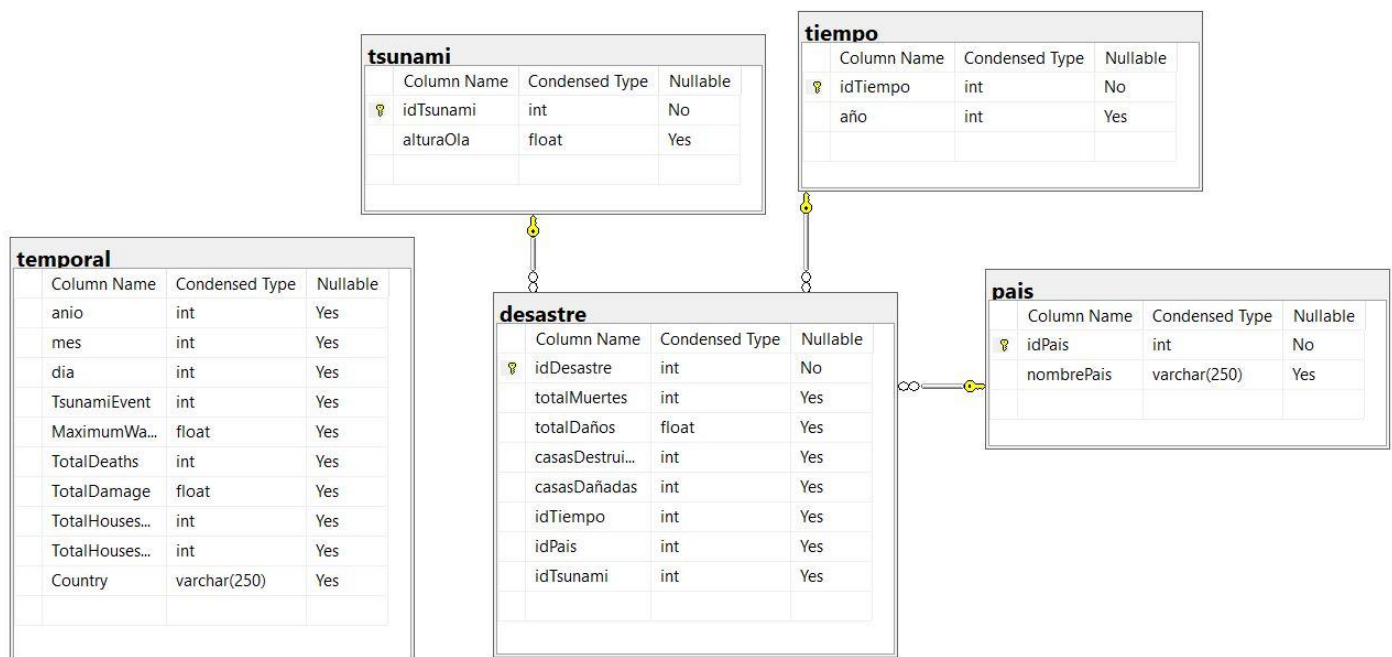 tsunami
Column Name Condensed Type Nullable
idTsunami int No
alturaOla float Yes
tiempo
Column Name Condensed Type Nullable
idTiempo int No
año int Yes
temporal
Column Name Condensed Type Nullable
anio int Yes
mes int Yes
dia int Yes
TsunamiEvent int Yes
MaximumWa... float Yes
TotalDeaths int Yes
TotalDamage float Yes
TotalHouses... int Yes
TotalHouses... int Yes
Country varchar(250) Yes
desastre
Column Name Condensed Type Nullable
idDesastre int No
totalMuertes int Yes
totalDaños float Yes
casasDestrui... int Yes
casasDañadas int Yes
idTiempo int Yes
idPais int Yes
idTsunami int Yes
pais
Column Name Condensed Type Nullable
idPais int No
nombrePais varchar(250) Yes